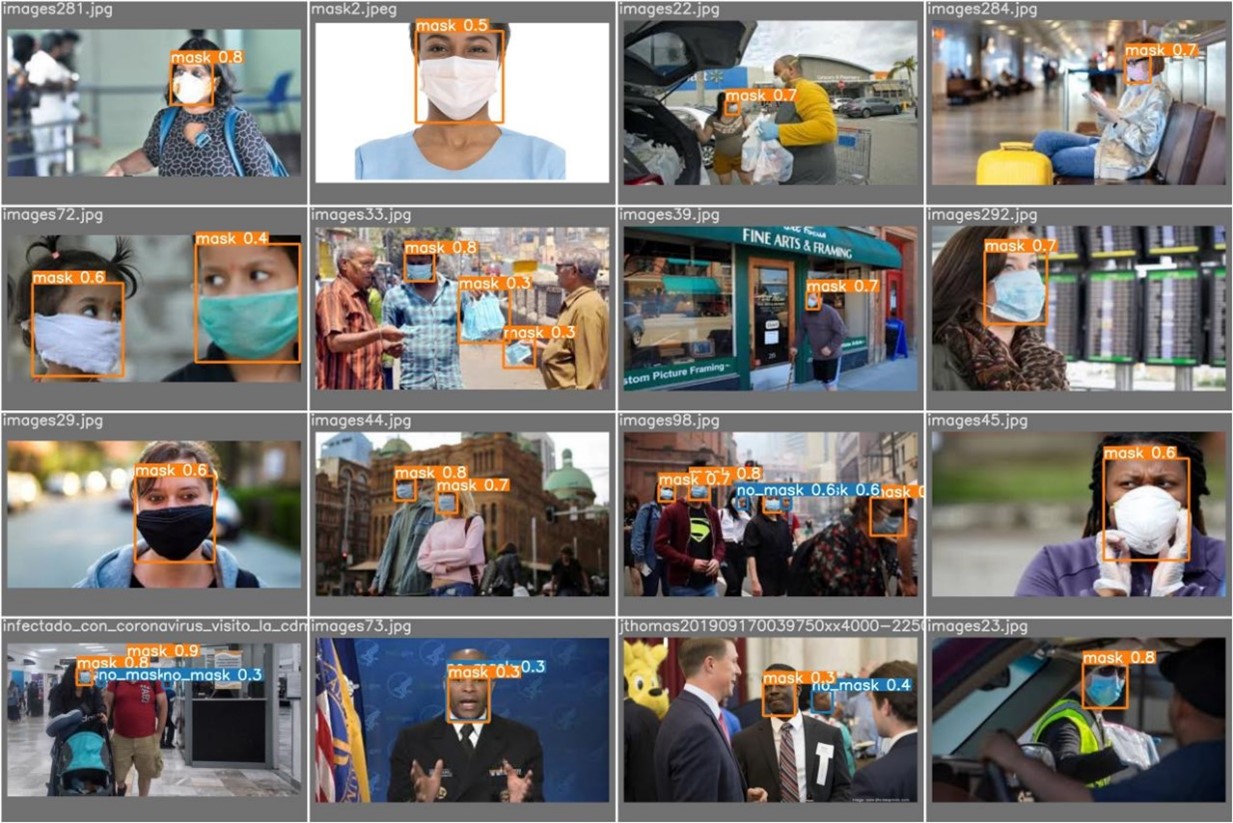 images281.jpg
mask 0.8
mask2.jpeg
mask 0.5
images22.jpg
mask 0.7
images284.jpg
mask 0.7
images72.jpg
mask 0.6
mask 0.4
images33.jpg
mask 0.8
mask 0.3
mask 0.3
images39.jpg
FINE ARTS & FRAMING
mask 0.7
stom Picture Framing
images292.jpg
mask 0.7
images29.jpg
mask 0.6
images44.jpg
mask 0.8
mask 0.7
images98.jpg
mask 0.8
mask 0.7
no_mask 0.6
images45.jpg
mask 0.6
infectado_con_coronavirus_visito_la_cdm
mask 0.9
mask 0.8
no_mask
no_mask 0.3
images73.jpg
mask 0.3
jthomas201909170039750xx4000-2250
mask 0.3
no_mask 0.4
images23.jpg
mask 0.8